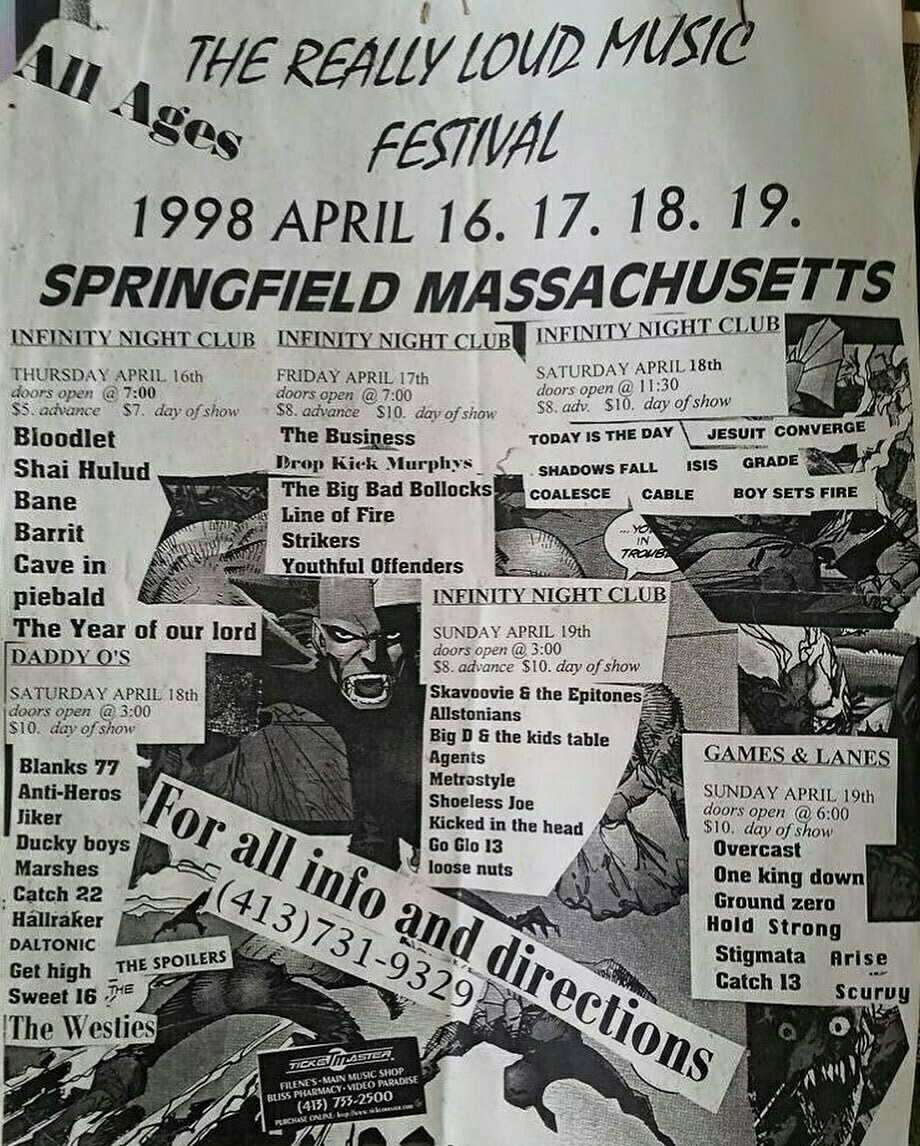 All Ages
THE REALLY LOUD MUSIC
FESTIVAL
1998 APRIL 16. 17. 18. 19.
SPRINGFIELD MASSACHUSETTS
INFINITY NIGHT CLUB
THURSDAY APRIL 16th
doors open @ 7:00
$5. advance $7. day of show
Bloodlet
Shai Hulud
Bane
Barrit
Cave in
piebald
The Year of our lord
INFINITY NIGHT CLUB
FRIDAY APRIL 17th
doors open @ 7:00
$8. advance $10. day of show
The Business
Drop Kick Murphys
The Big Bad Bollocks
Line of Fire
Strikers
Youthful Offenders
INFINITY NIGHT CLUB
SATURDAY APRIL 18th
doors open @ 11:30
$8. adv. $10. day of show
TODAY IS THE DAY JESUIT CONVERGE
SHADOWS FALL ISIS GRADE
COALESCE CABLE BOY SETS FIRE
IN
DADDY O'S
SATURDAY APRIL 18th
doors open @ 3:00
$10. day of show
Blanks 77
Anti-Heros
Jiker
Ducky boys
Marshes
Catch 22
Hallraker
DALTONIC
Get high
THE SPOILERS
Sweet 16
THE
The Westies
INFINITY NIGHT CLUB
SUNDAY APRIL 19th
doors open @ 3:00
$8. advance $10. day of show
Skavoovie & the Epitones
Allstonians
Big D & the kids table
Agents
Metrostyle
Shoeless Joe
Kicked in the head
Go Glo 13
loose nuts
GAMES & LANES
SUNDAY APRIL 19th
doors open @ 6:00
$10. day of show
Overcast
One king down
Ground zero
Hold Strong
Stigmata Arise
Catch 13 Scurvy
For all info and directions
(413)731-9329
TICKETMASTER
FILENE'S • MAIN MUSIC SHOP
BLISS PHARMACY • VIDEO PARADISE
(413) 733-2500
PURCHASE ONLINE: http://www.ticketmaster.com